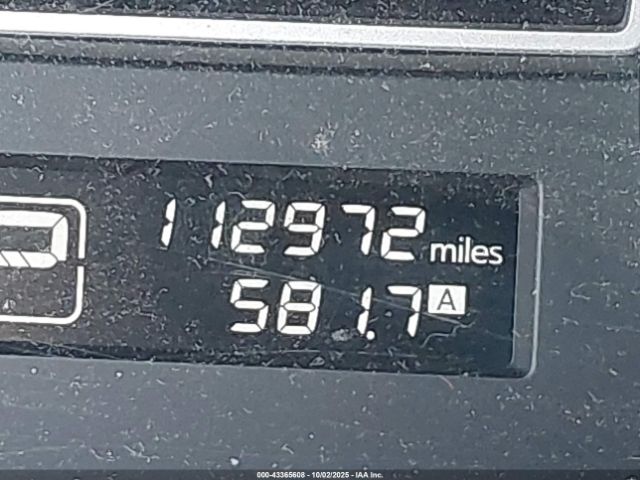 112972 miles
581.7 A
000-43365608 - 10/02/2025 - IAA Inc.